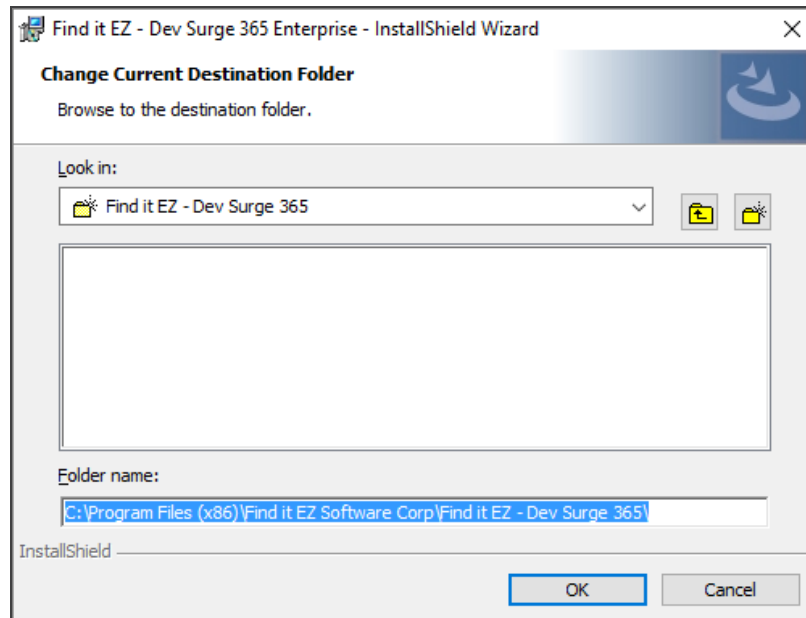 Find it EZ - Dev Surge 365 Enterprise - InstallShield Wizard
Change Current Destination Folder
Browse to the destination folder.
Look in:
Find it EZ - Dev Surge 365
Folder name:
C:\Program Files (x86)\Find it EZ Software Corp\Find it EZ - Dev Surge 365\
InstallShield
OK Cancel